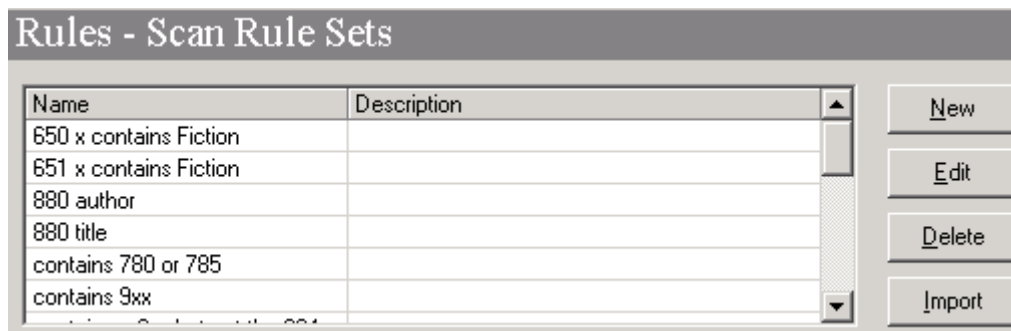 Rules - Scan Rule Sets
Name Description
650 x contains Fiction
651 x contains Fiction
880 author
880 title
contains 780 or 785
contains 9xx
New
Edit
Delete
Import